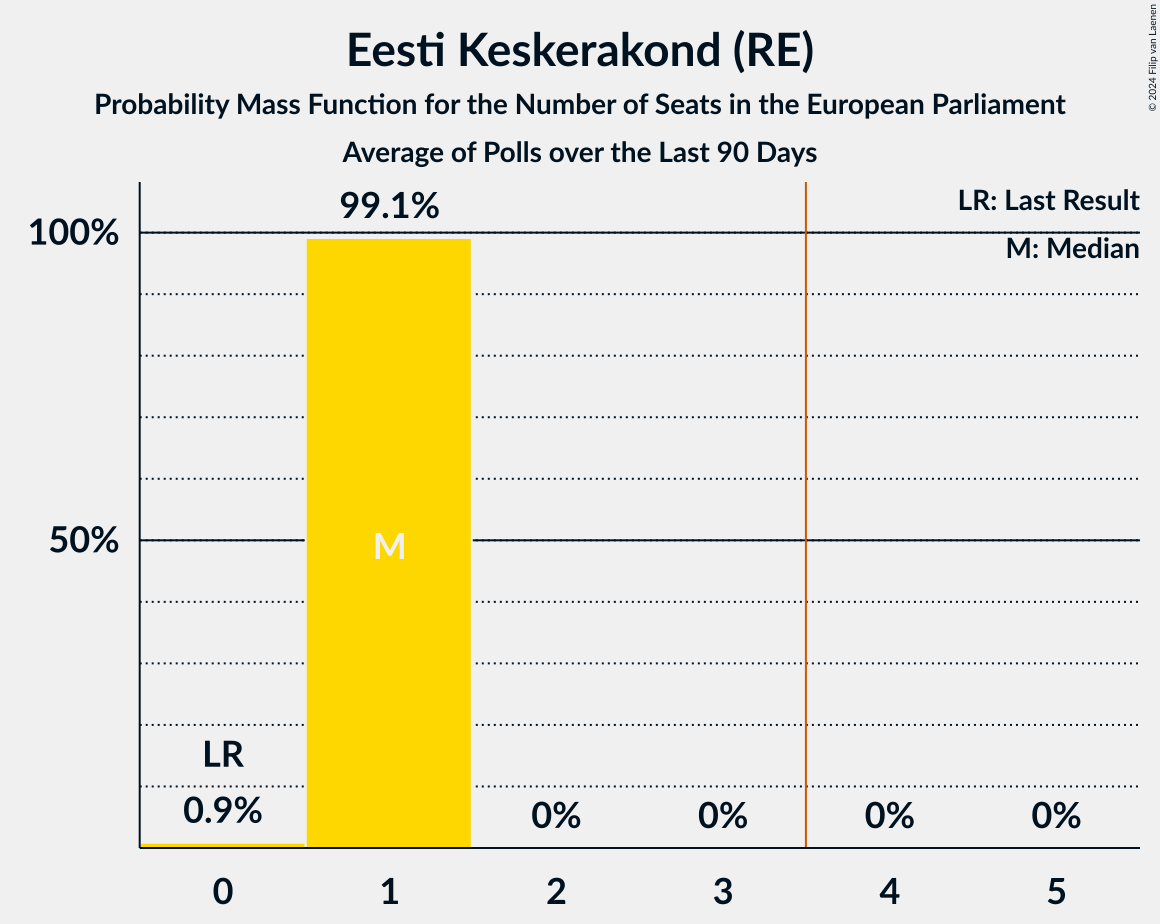 Eesti Keskerakond (RE)
Probability Mass Function for the Number of Seats in the European Parliament
Average of Polls over the Last 90 Days
© 2024 Filip van Laenen
99.1%
LR: Last Result
100%
M: Median
50%
M
LR
0.9%
0%
0%
0%
0%
0
1
2
3
4
5